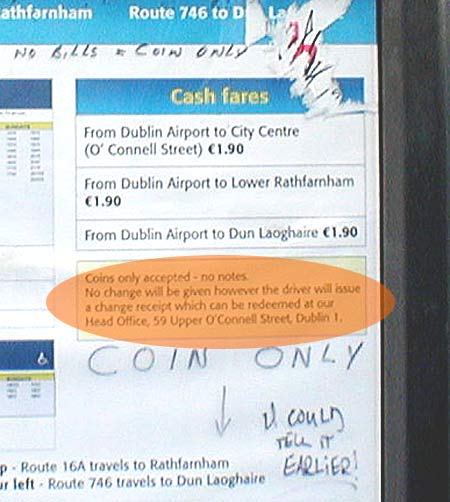 athfarnham Route 746 to D
NO BILLS = COIN ONLY
Cash fares
From Dublin Airport to City Centre
(O' Connell Street) €1.90
From Dublin Airport to Lower Rathfarnham
€1.90
From Dublin Airport to Dun Laoghaire €1.90
Coins only accepted - no notes.
No change will be given however the driver will issue
a change receipt which can be redeemed at our
Head Office, 59 Upper O'Connell Street, Dublin 1.
COIN ONLY
U COULD
TELL IT
EARLIER!
p - Route 16A travels to Rathfarnham
ur left - Route 746 travels to Dun Laoghaire